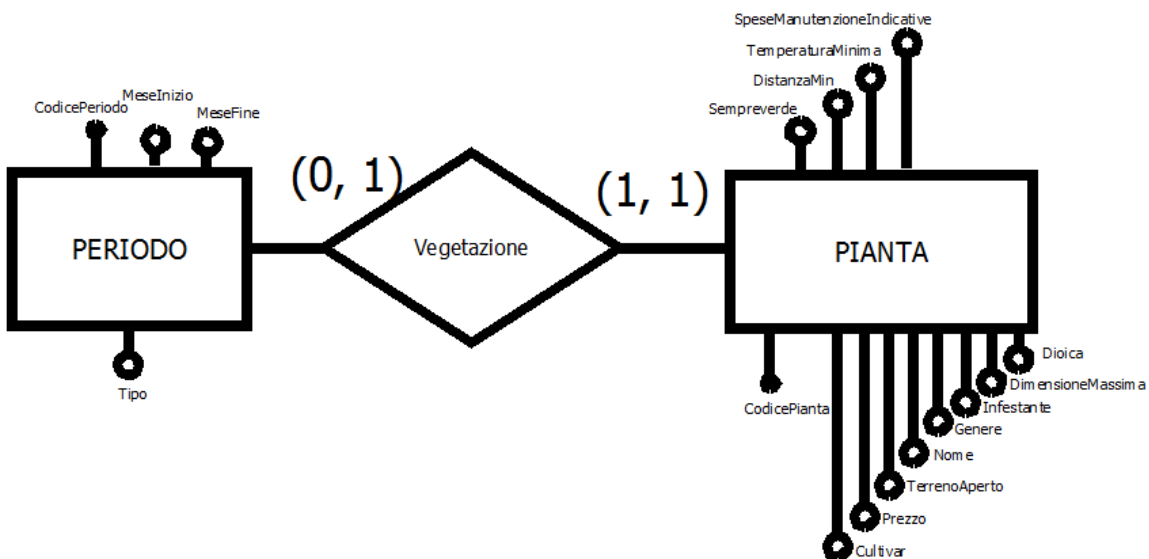 SpeseManutenzioneIndicative
TemperaturaMinima
DistanzaMin
Sempreverde
MeseInizio
CodicePeriodo
MeseFine
(0, 1)
(1, 1)
PERIODO
Vegetazione
PIANTA
Tipo
Dioica
DimensioneMassima
CodicePianta
Infestante
Genere
Nome
TerrenoAperto
Prezzo
Cultivar